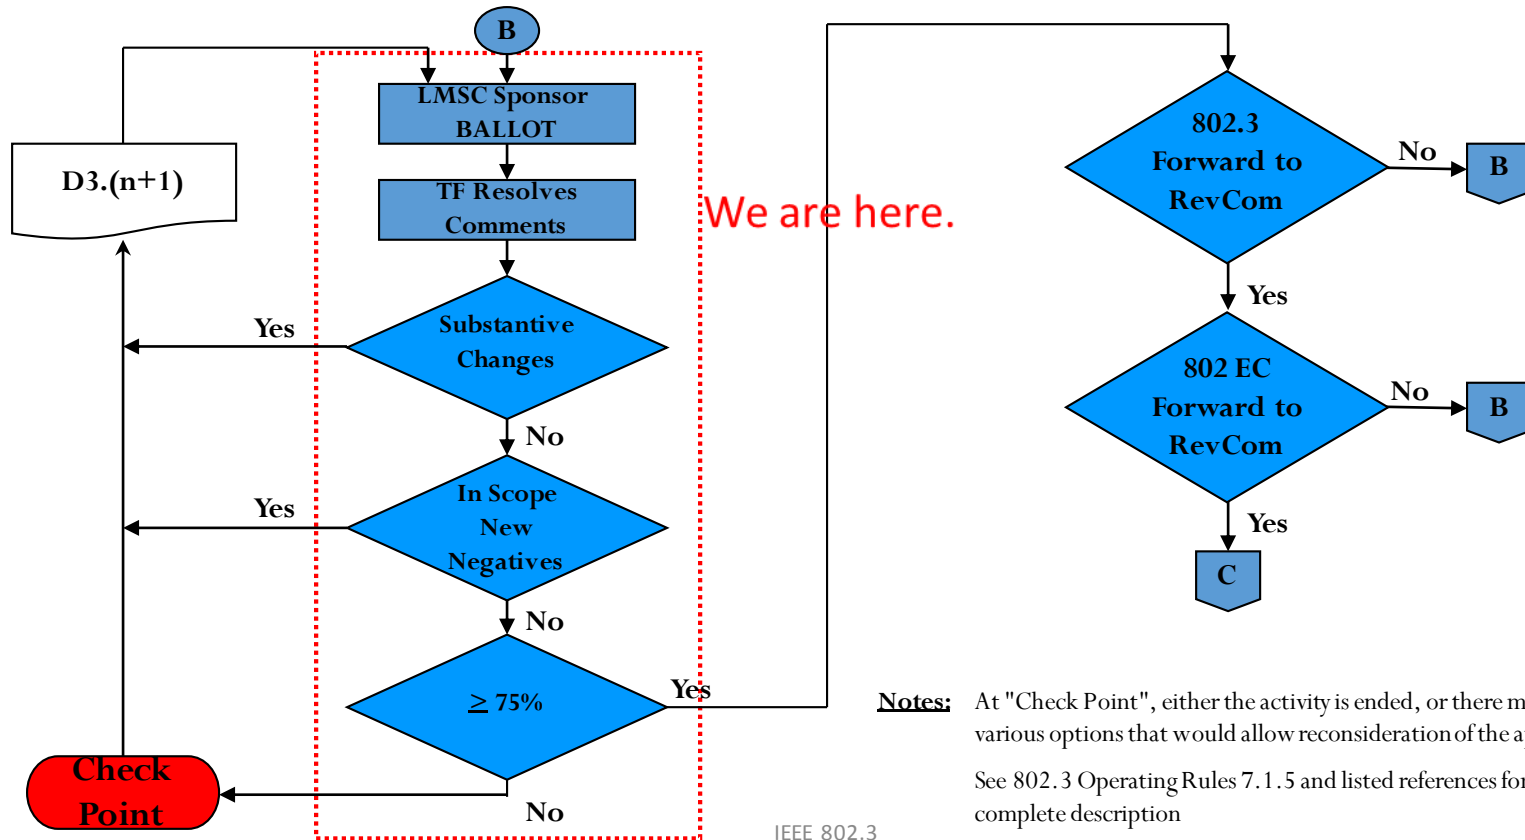 B
LMSC Sponsor
BALLOT
D3.(n+1)
TF Resolves
Comments
We are here.
Substantive
Changes
Yes
No
In Scope
New
Negatives
Yes
No
≥ 75%
Yes
No
Check
Point
802.3
Forward to
RevCom
No
B
Yes
802 EC
Forward to
RevCom
No
B
Yes
C
Notes: At "Check Point", either the activity is ended, or there m
various options that would allow reconsideration of the a
See 802.3 Operating Rules 7.1.5 and listed references for
complete description
IEEE 802.3